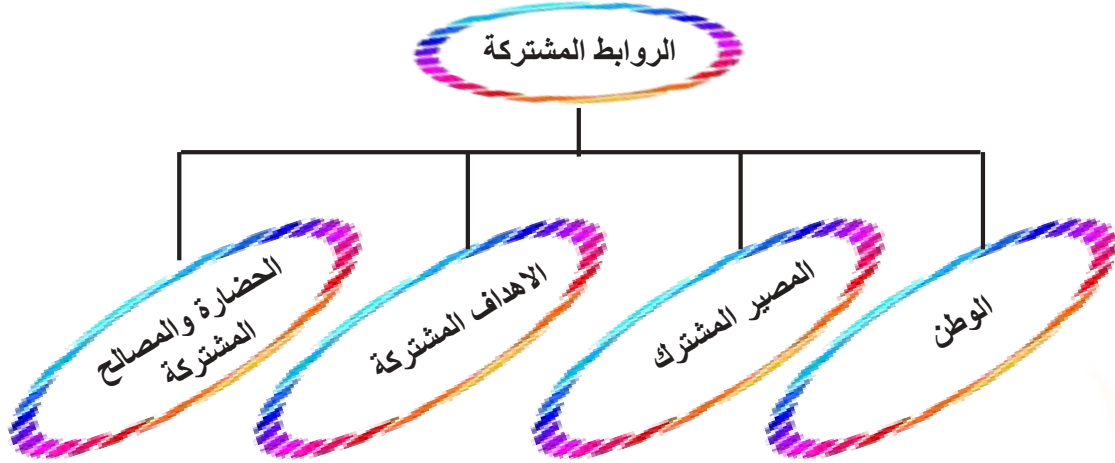 الروابط المشتركة
الوطن
المصير المشترك
الاهداف المشتركة
الحضارة والمصالح
المشتركة